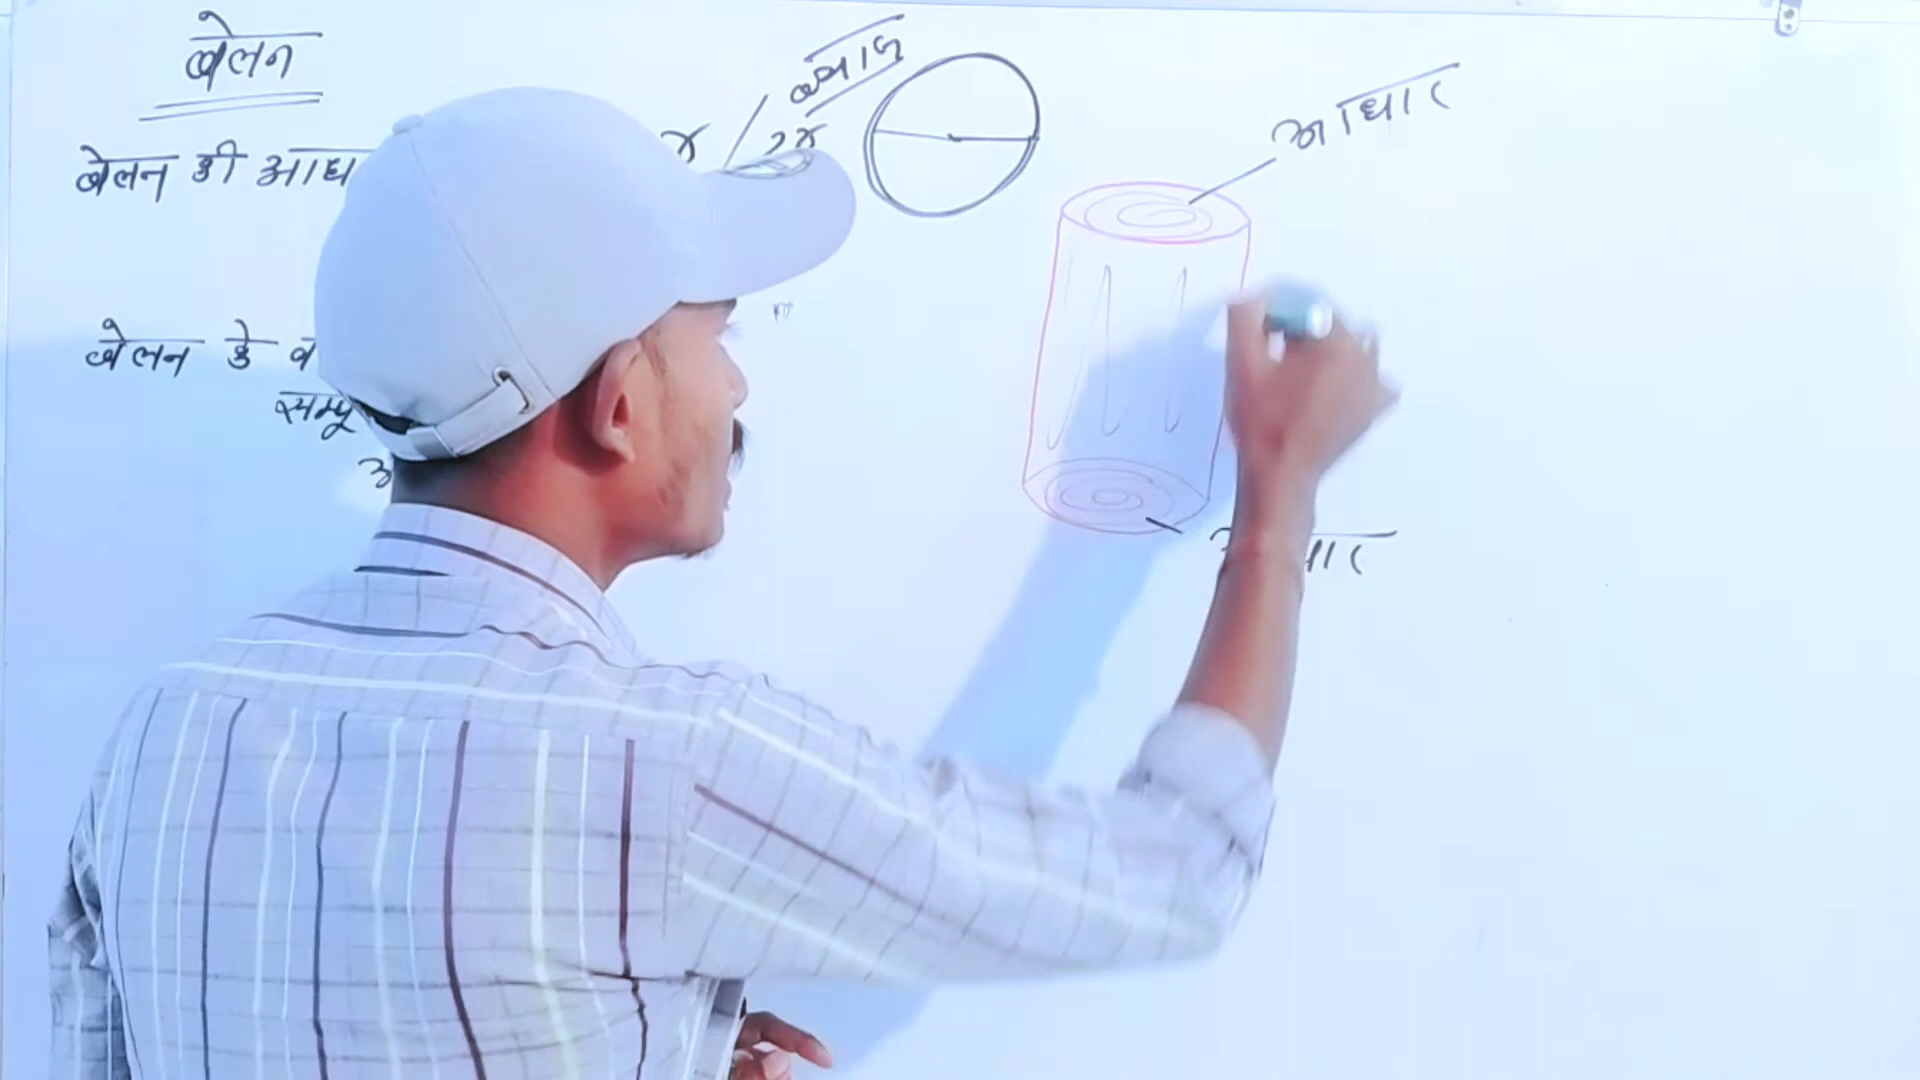 बेलन
व्यास
बेलन की आधा
r / 2r
आधार
बेलन के व
सम्पू
आधार